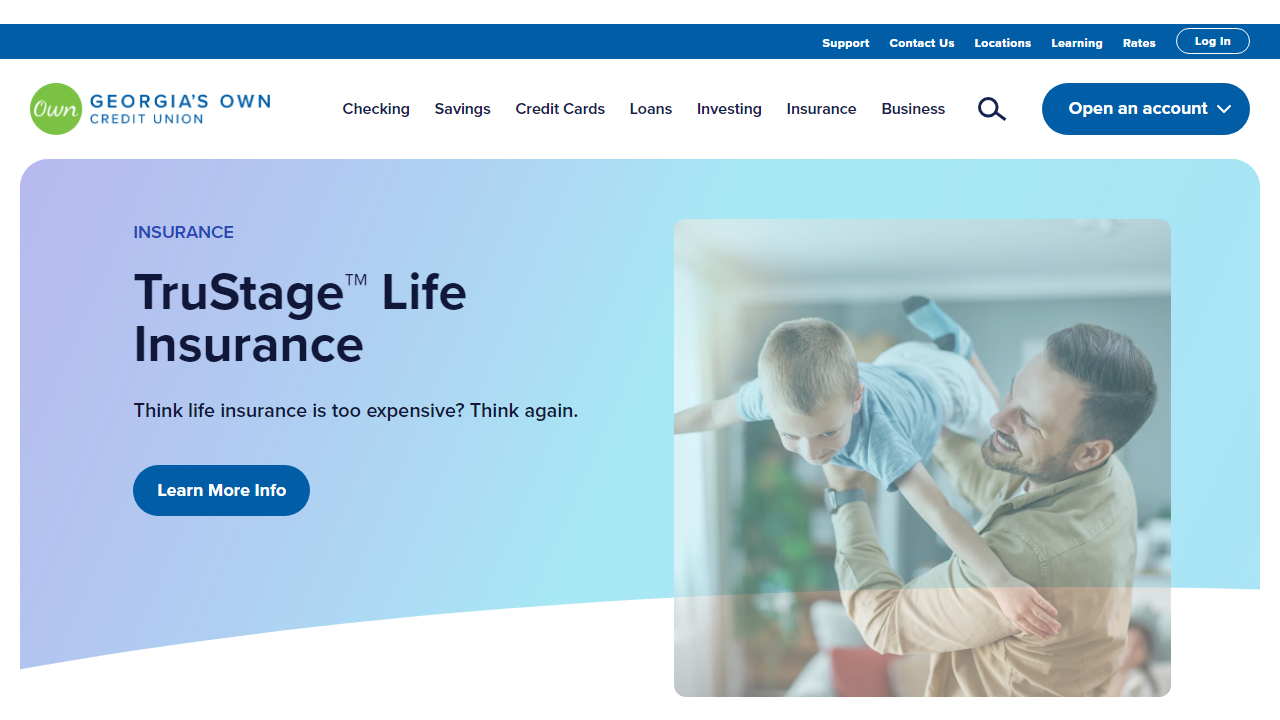 Support Contact Us Locations Learning Rates Log In
Own GEORGIA'S OWN
CREDIT UNION
Checking Savings Credit Cards Loans Investing Insurance Business Open an account
INSURANCE
TruStage™ Life
Insurance
Think life insurance is too expensive? Think again.
Learn More Info